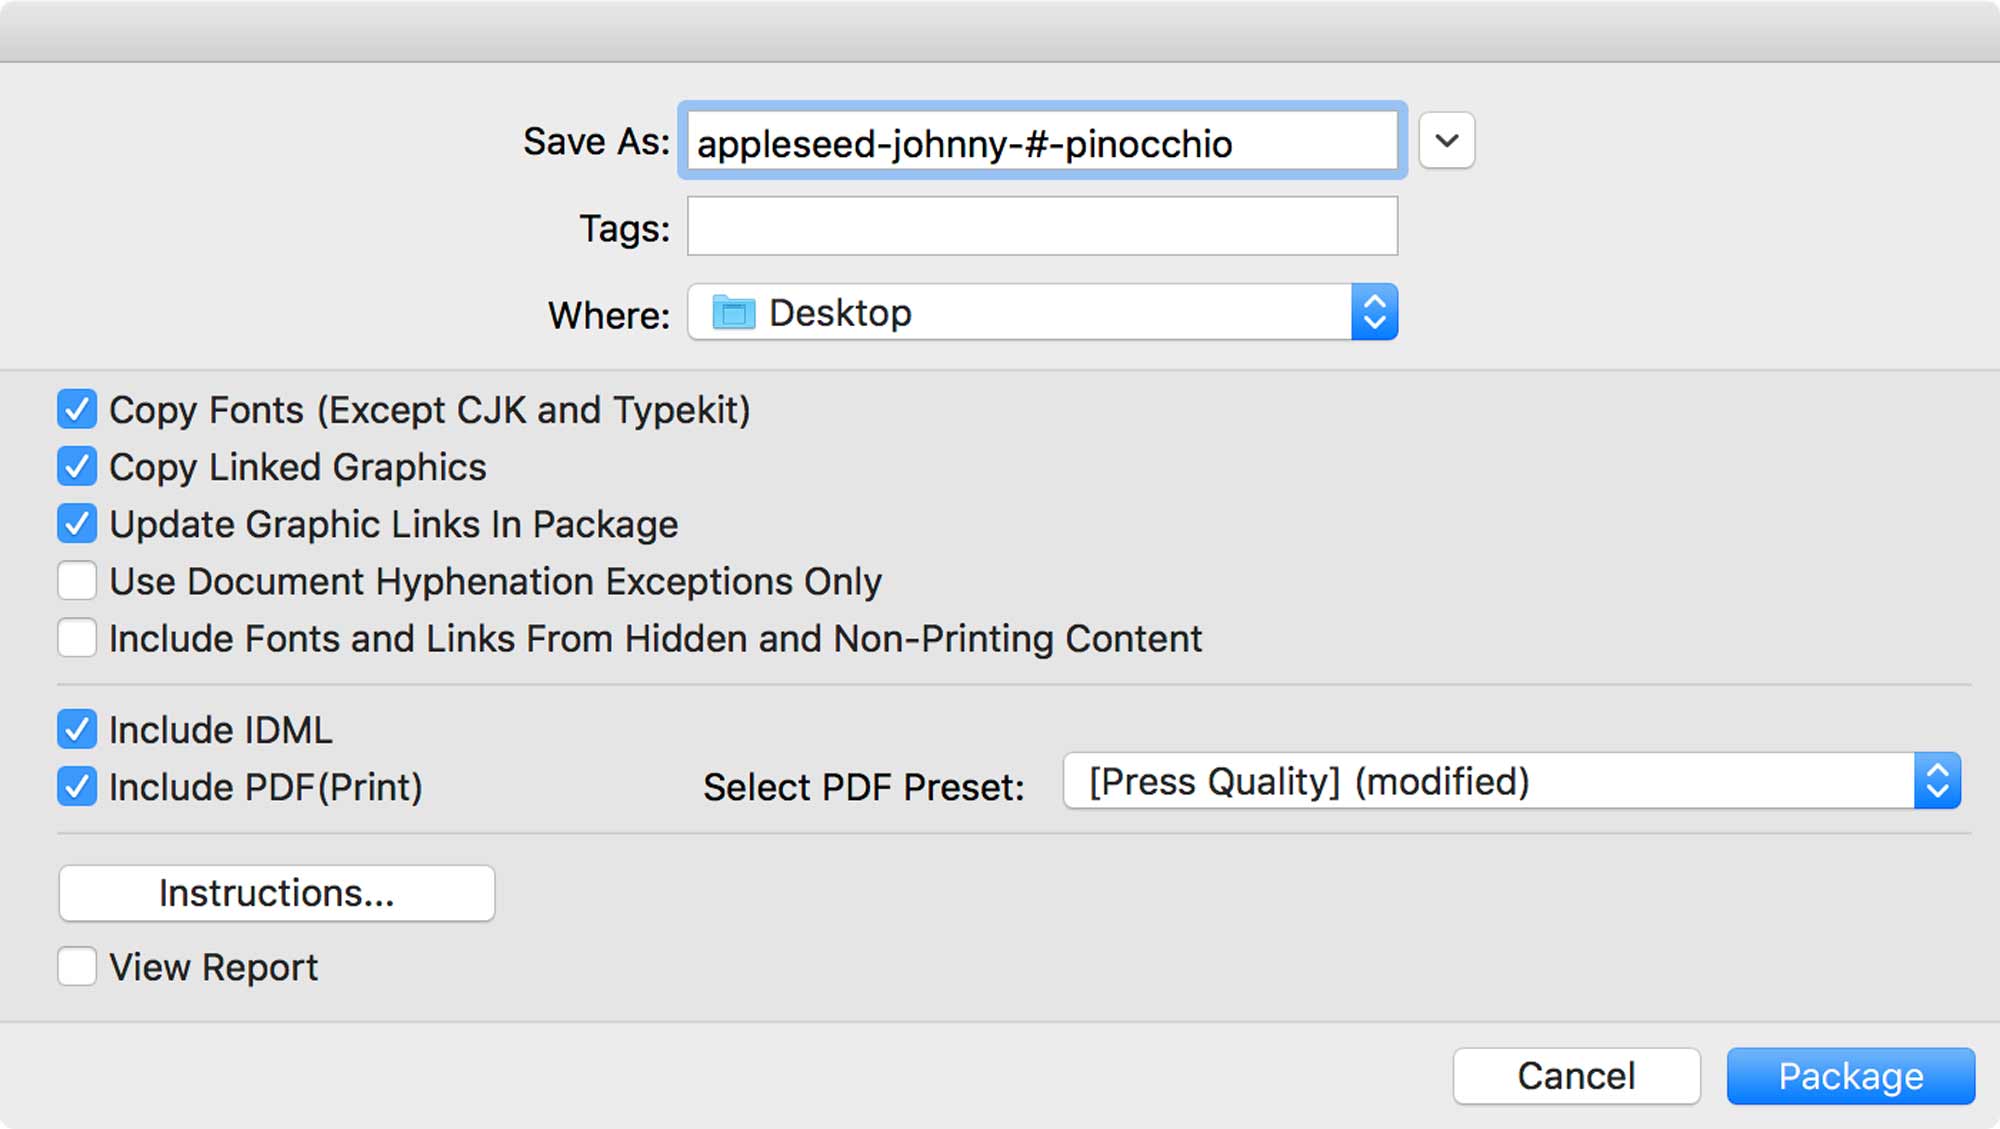 Save As: appleseed-johnny-#-pinocchio
Tags:
Where: Desktop
Copy Fonts (Except CJK and Typekit)
Copy Linked Graphics
Update Graphic Links In Package
Use Document Hyphenation Exceptions Only
Include Fonts and Links From Hidden and Non-Printing Content
Include IDML
Include PDF(Print) Select PDF Preset: [Press Quality] (modified)
Instructions...
View Report
Cancel Package